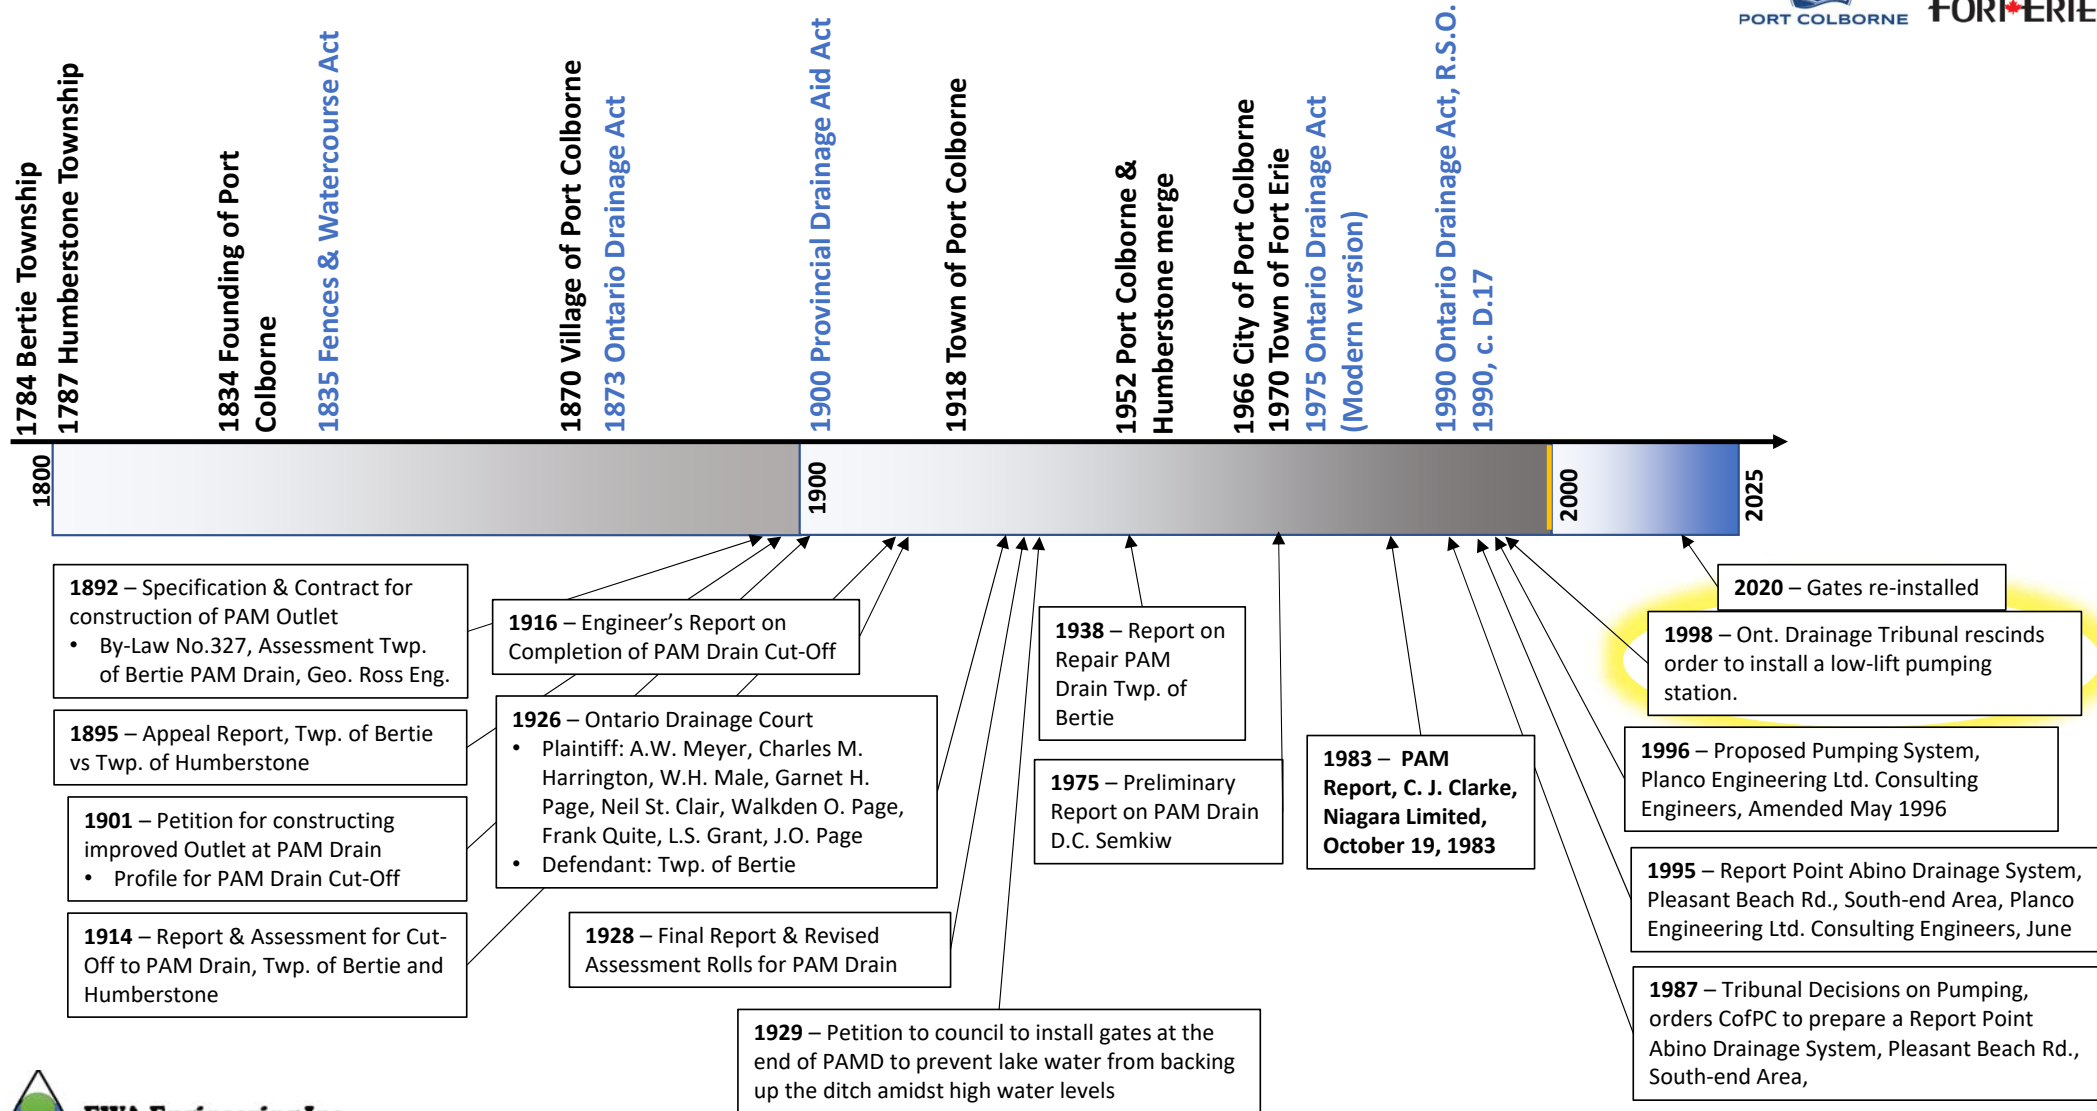 PORT COLBORNE
FORT ERIE
1784 Bertie Township
1787 Humberstone Township
1834 Founding of Port
Colborne
1835 Fences & Watercourse Act
1870 Village of Port Colborne
1873 Ontario Drainage Act
1900 Provincial Drainage Aid Act
1918 Town of Port Colborne
1952 Port Colborne &
Humberstone merge
1966 City of Port Colborne
1970 Town of Fort Erie
1975 Ontario Drainage Act
(Modern version)
1990 Ontario Drainage Act, R.S.O.
1990, c. D.17
1800
1900
2000
2025
1892 – Specification & Contract for
construction of PAM Outlet
• By-Law No.327, Assessment Twp.
of Bertie PAM Drain, Geo. Ross Eng.
1895 – Appeal Report, Twp. of Bertie
vs Twp. of Humberstone
1901 – Petition for constructing
improved Outlet at PAM Drain
• Profile for PAM Drain Cut-Off
1914 – Report & Assessment for Cut-
Off to PAM Drain, Twp. of Bertie and
Humberstone
1916 – Engineer's Report on
Completion of PAM Drain Cut-Off
1926 – Ontario Drainage Court
• Plaintiff: A.W. Meyer, Charles M.
Harrington, W.H. Male, Garnet H.
Page, Neil St. Clair, Walkden O. Page,
Frank Quite, L.S. Grant, J.O. Page
• Defendant: Twp. of Bertie
1928 – Final Report & Revised
Assessment Rolls for PAM Drain
1929 – Petition to council to install gates at the
end of PAMD to prevent lake water from backing
up the ditch amidst high water levels
1938 – Report on
Repair PAM
Drain Twp. of
Bertie
1975 – Preliminary
Report on PAM Drain
D.C. Semkiw
1983 – PAM
Report, C. J. Clarke,
Niagara Limited,
October 19, 1983
2020 – Gates re-installed
1998 – Ont. Drainage Tribunal rescinds
order to install a low-lift pumping
station.
1996 – Proposed Pumping System,
Planco Engineering Ltd. Consulting
Engineers, Amended May 1996
1995 – Report Point Abino Drainage System,
Pleasant Beach Rd., South-end Area, Planco
Engineering Ltd. Consulting Engineers, June
1987 – Tribunal Decisions on Pumping,
orders CofPC to prepare a Report Point
Abino Drainage System, Pleasant Beach Rd.,
South-end Area,
EWA Engineering Inc.